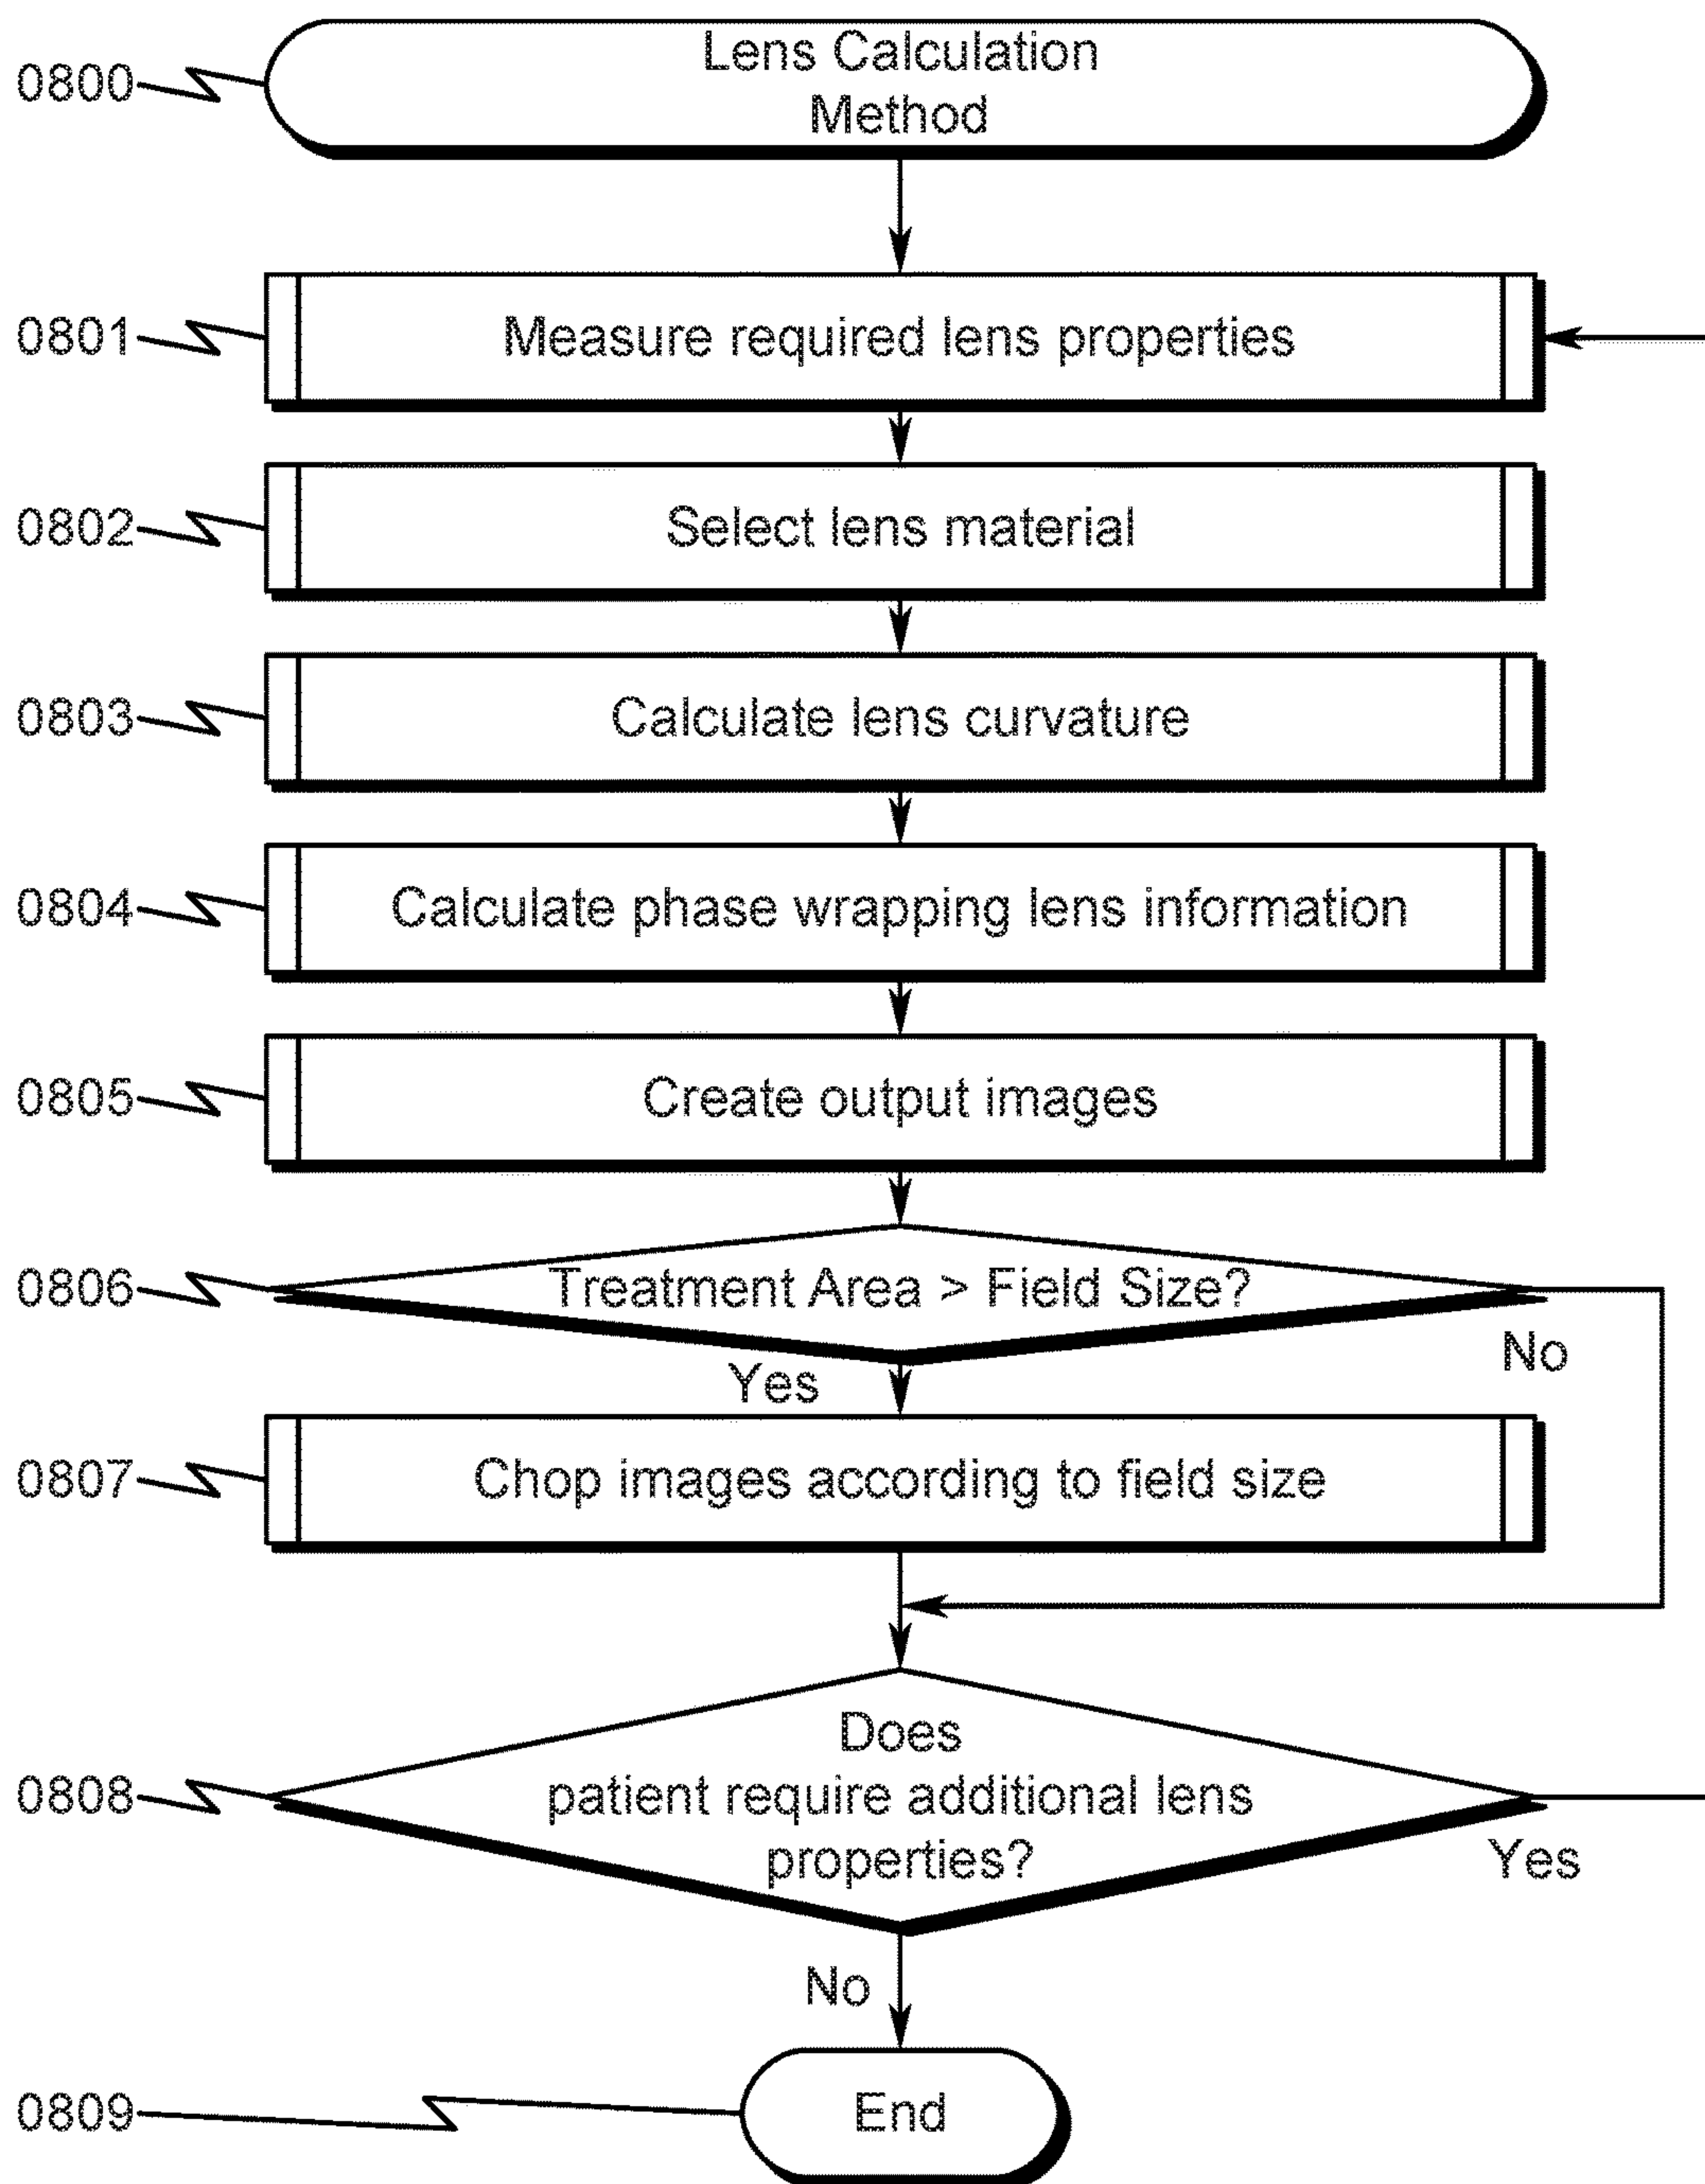 0800
Lens Calculation
Method
0801
Measure required lens properties
0802
Select lens material
0803
Calculate lens curvature
0804
Calculate phase wrapping lens information
0805
Create output images
0806
Treatment Area > Field Size?
No
Yes
0807
Chop images according to field size
0808
Does
patient require additional lens
properties?
Yes
No
0809
End